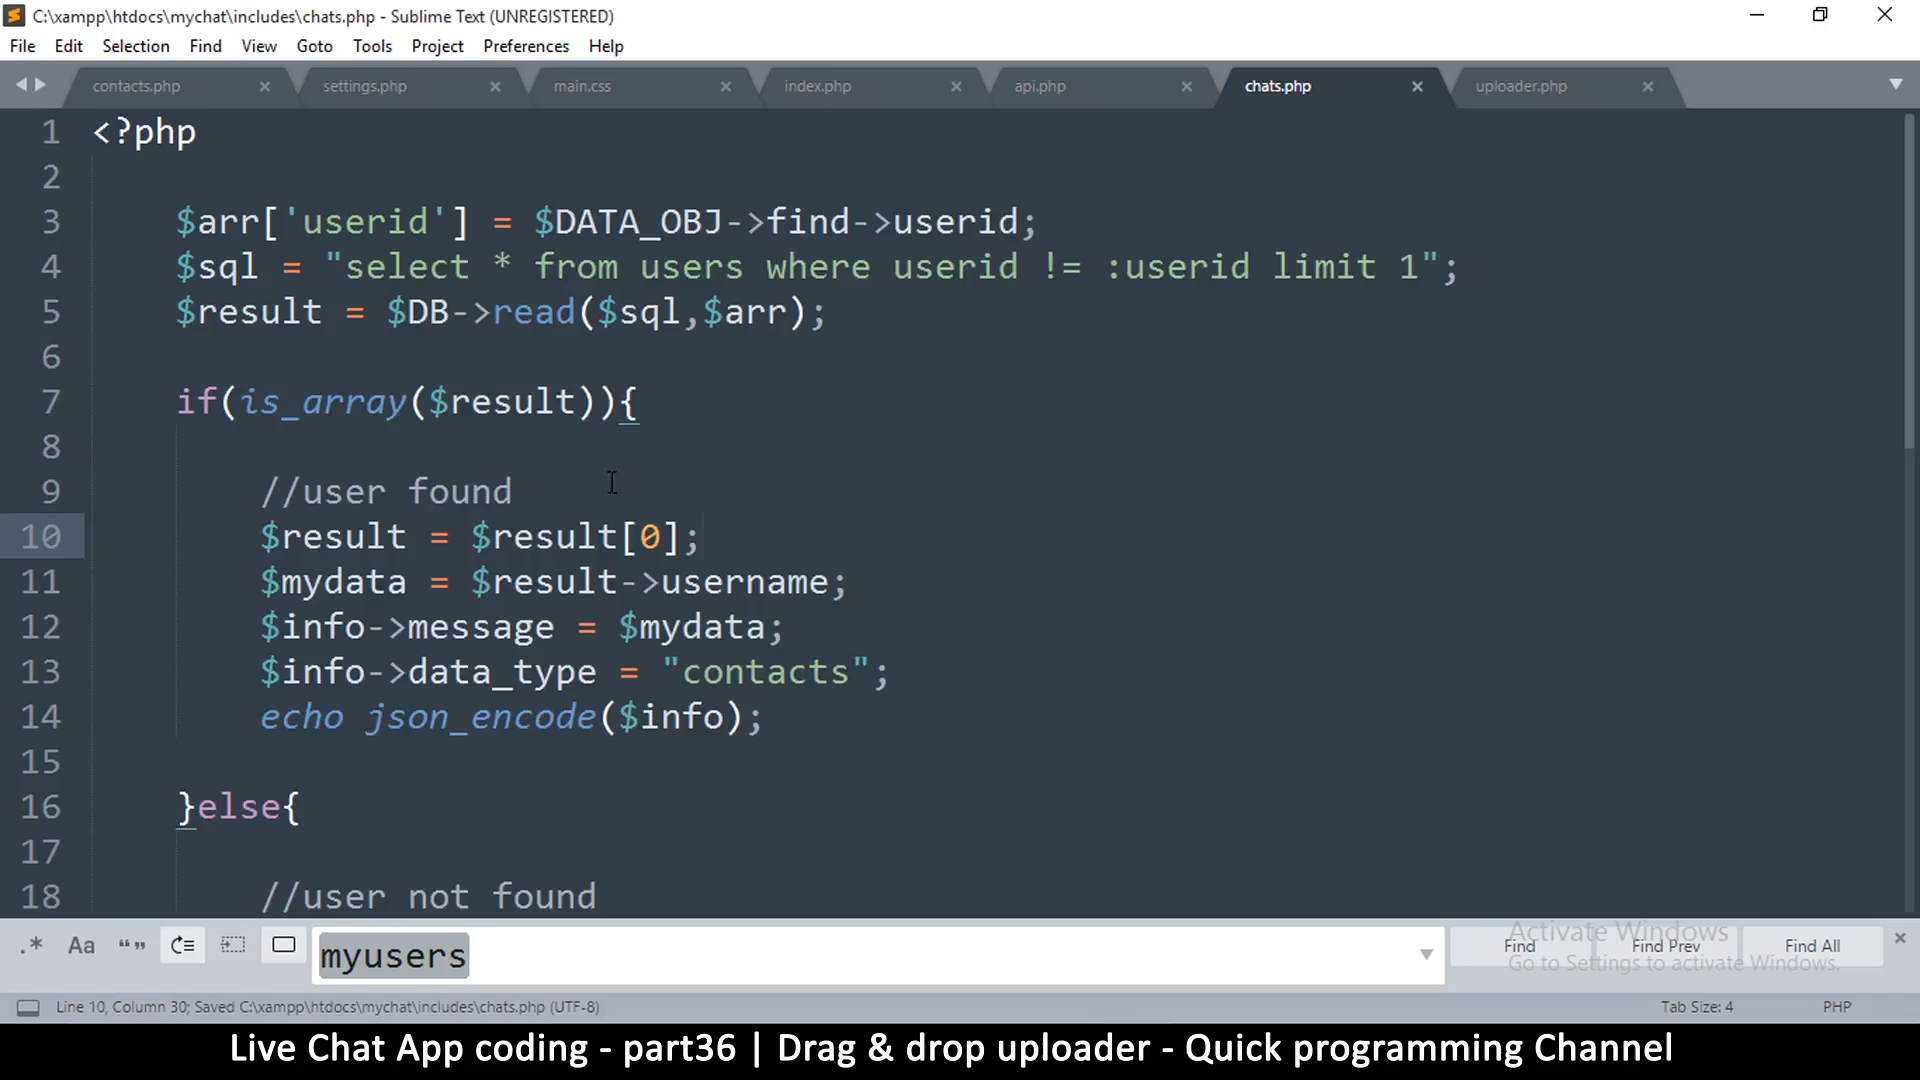 C:\xampp\htdocs\mychat\includes\chats.php - Sublime Text (UNREGISTERED)
File Edit Selection Find View Goto Tools Project Preferences Help
contacts.php settings.php main.css index.php api.php chats.php uploader.php
1 <?php
2
3 $arr['userid'] = $DATA_OBJ->find->userid;
4 $sql = "select * from users where userid != :userid limit 1";
5 $result = $DB->read($sql,$arr);
6
7 if(is_array($result)){
8
9 //user found
10 $result = $result[0];
11 $mydata = $result->username;
12 $info->message = $mydata;
13 $info->data_type = "contacts";
14 echo json_encode($info);
15
16 }else{
17
18 //user not found
.* Aa “” myusers Find Find Prev Find All
Activate Windows
Go to Settings to activate Windows.
Line 10, Column 30; Saved C:\xampp\htdocs\mychat\includes\chats.php (UTF-8) Tab Size: 4 PHP
Live Chat App coding - part36 | Drag & drop uploader - Quick programming Channel